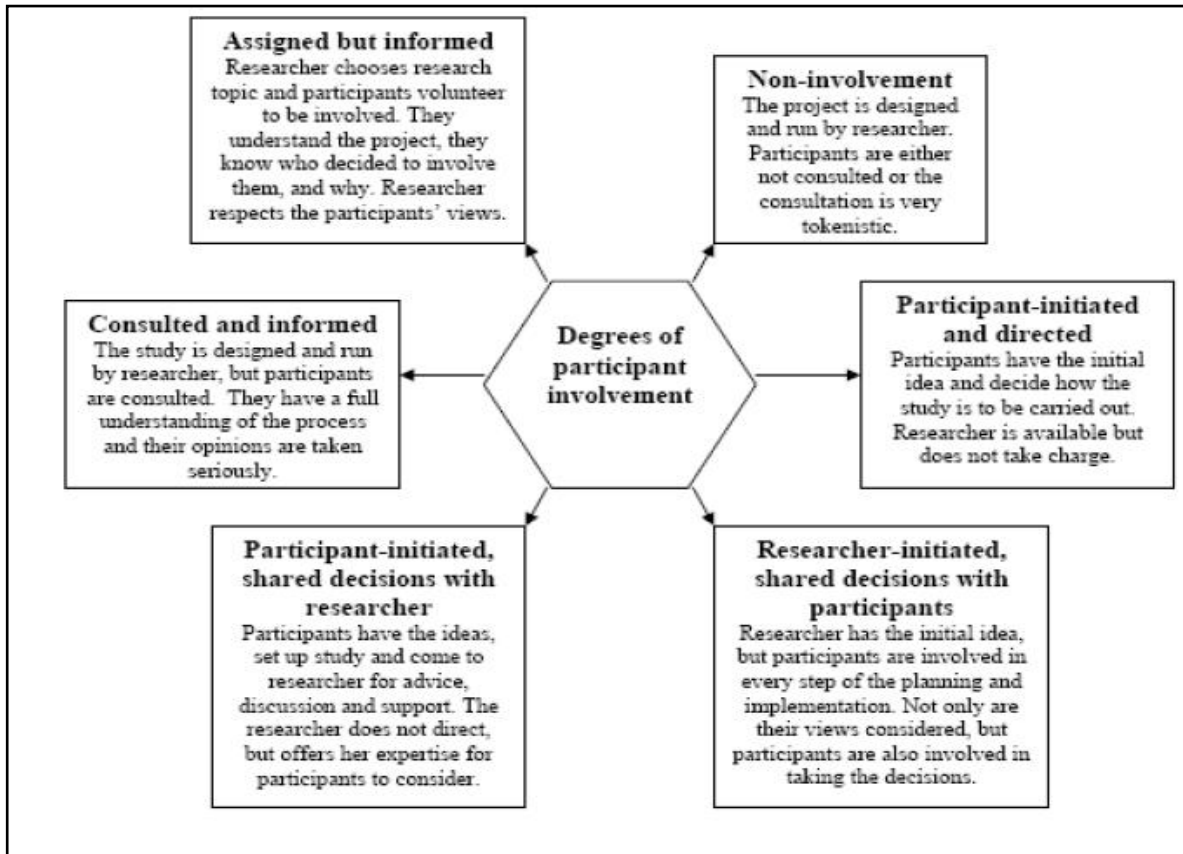 Assigned but informed
Researcher chooses research
topic and participants volunteer
to be involved. They
understand the project, they
know who decided to involve
them, and why. Researcher
respects the participants’ views.
Non-involvement
The project is designed
and run by researcher.
Participants are either
not consulted or the
consultation is very
tokenistic.
Consulted and informed
The study is designed and run
by researcher, but participants
are consulted. They have a full
understanding of the process
and their opinions are taken
seriously.
Degrees of
participant
involvement
Participant-initiated
and directed
Participants have the initial
idea and decide how the
study is to be carried out.
Researcher is available but
does not take charge.
Participant-initiated,
shared decisions with
researcher
Participants have the ideas,
set up study and come to
researcher for advice,
discussion and support. The
researcher does not direct,
but offers her expertise for
participants to consider.
Researcher-initiated,
shared decisions with
participants
Researcher has the initial idea,
but participants are involved in
every step of the planning and
implementation. Not only are
their views considered, but
participants are also involved in
taking the decisions.